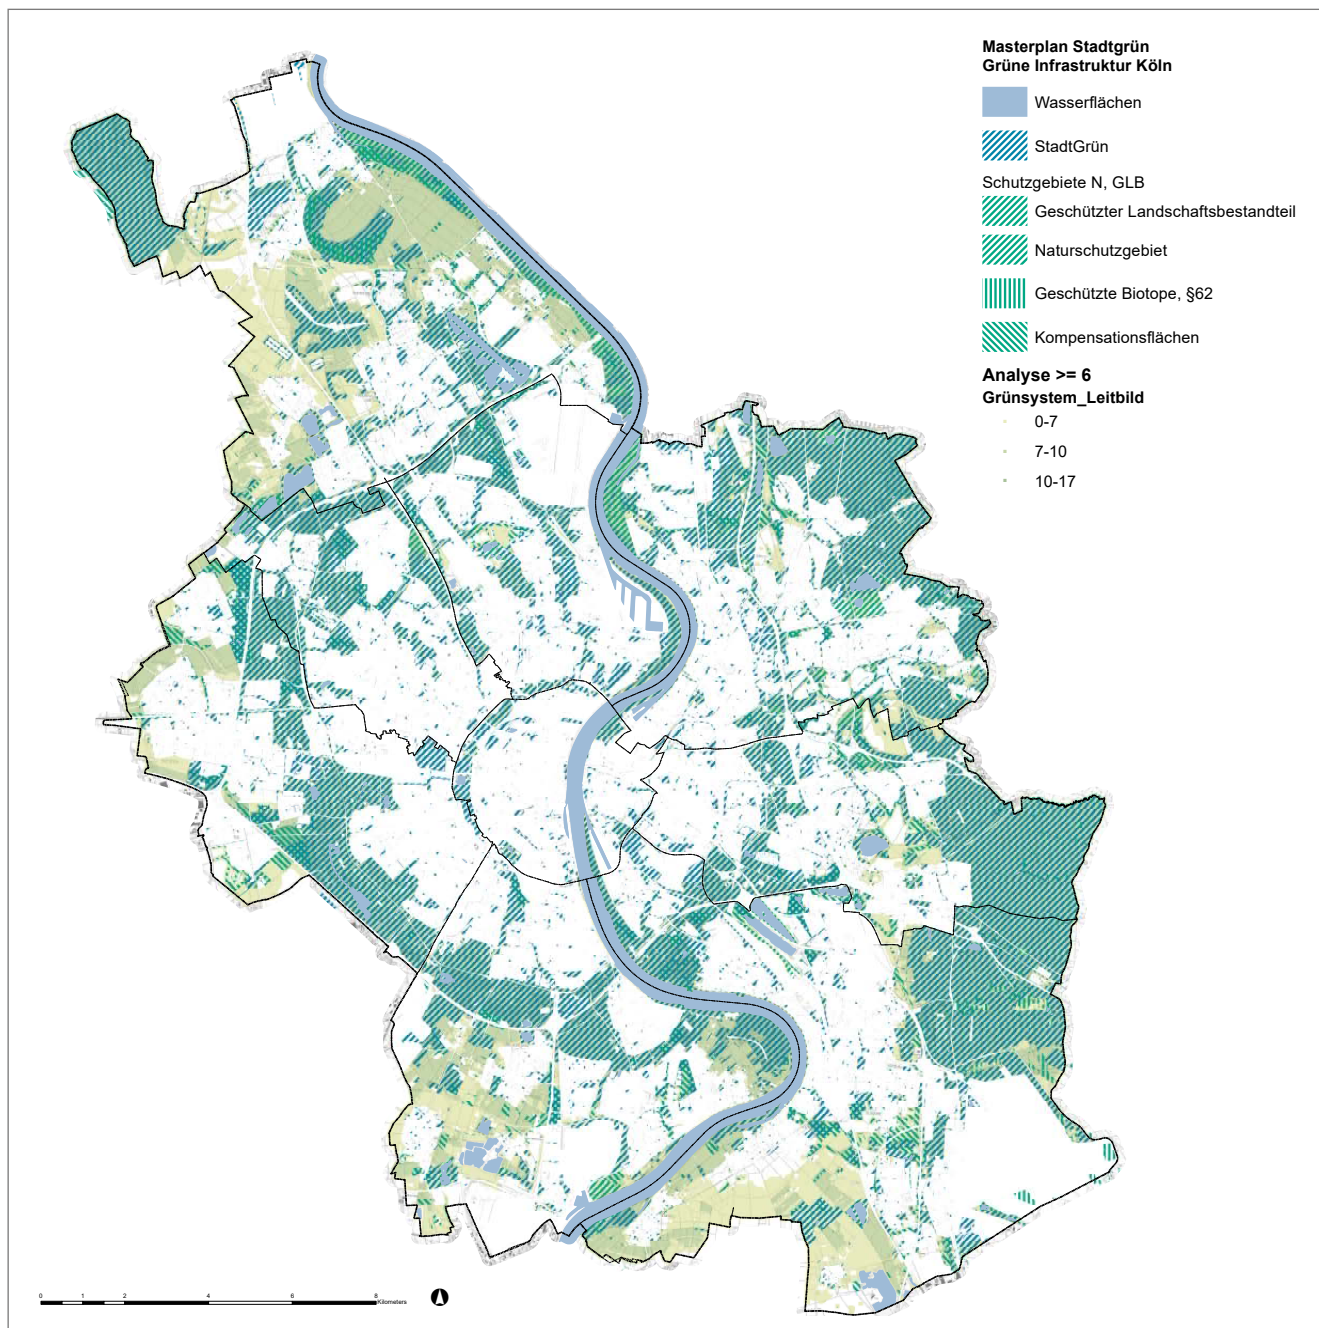 Masterplan Stadtgrün
Grüne Infrastruktur Köln
Wasserflächen
StadtGrün
Schutzgebiete N, GLB
Geschützter Landschaftsbestandteil
Naturschutzgebiet
Geschützte Biotope, §62
Kompensationsflächen
Analyse >= 6
Grünsystem_Leitbild
0-7
7-10
10-17
0 1 2 4 6 8
Kilometers